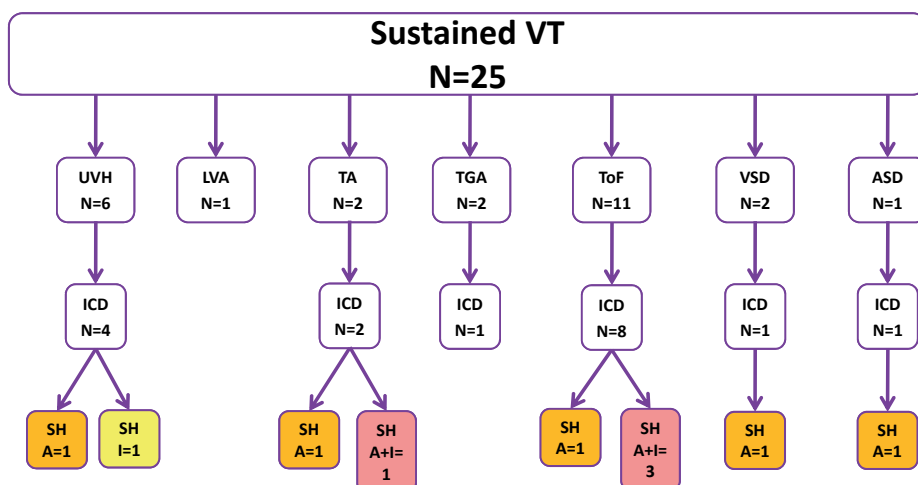 Sustained VT
N=25
UVH
N=6
LVA
N=1
TA
N=2
TGA
N=2
ToF
N=11
VSD
N=2
ASD
N=1
ICD
N=4
ICD
N=2
ICD
N=1
ICD
N=8
ICD
N=1
ICD
N=1
SH
A=1
SH
I=1
SH
A=1
SH
A+I=
1
SH
A=1
SH
A+I=
3
SH
A=1
SH
A=1